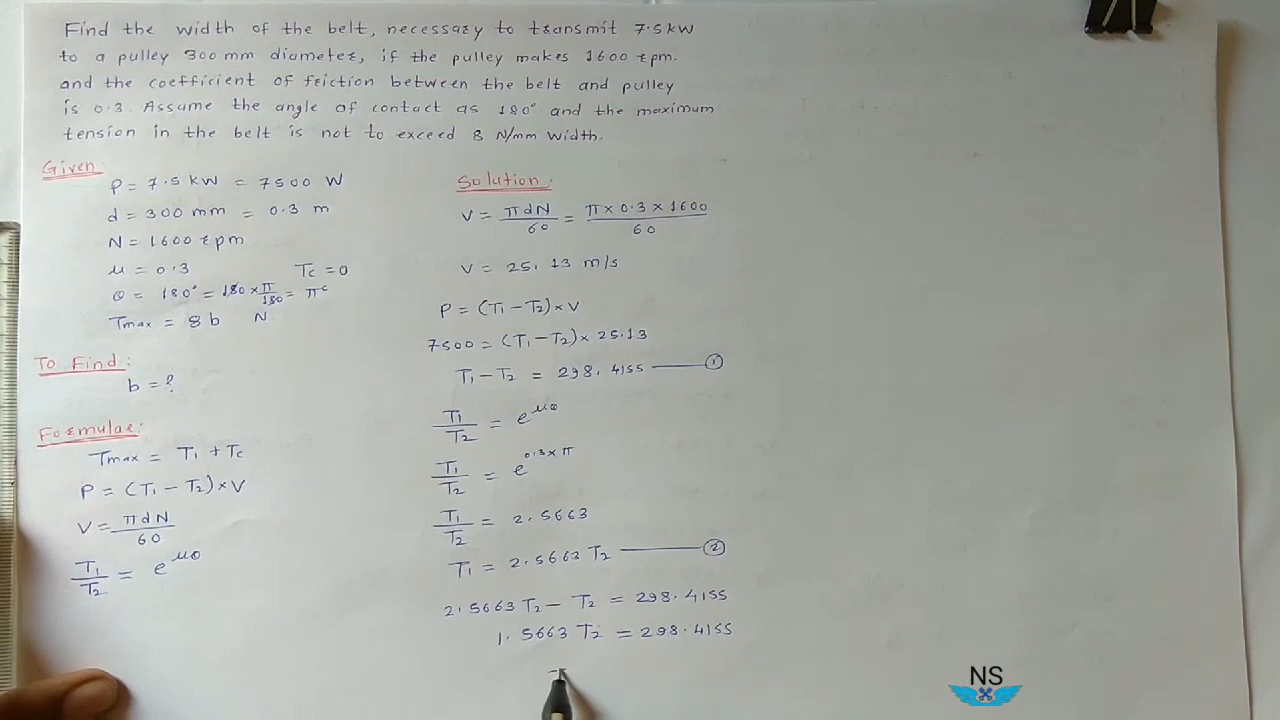 Find the width of the belt, necessary to transmit 7.5 kW
to a pulley 300 mm diameter, if the pulley makes 1600 rpm.
and the coefficient of friction between the belt and pulley
is 0.3. Assume the angle of contact as 180° and the maximum
tension in the belt is not to exceed 8 N/mm width.
Given
P = 7.5 kW = 7500 W
d = 300 mm = 0.3 m
N = 1600 rpm
μ = 0.3 Tc = 0
θ = 180° = 180 × π/180 = π^c
Tmax = 8 b N
To Find:
b = ?
Formulae:
Tmax = T1 + Tc
P = (T1 - T2) × V
V = πdN/60
T1/T2 = e^μθ
Solution:
V = πdN/60 = π × 0.3 × 1600/60
V = 25.13 m/s
P = (T1 - T2) × V
7500 = (T1 - T2) × 25.13
T1 - T2 = 298.4155 —— ①
T1/T2 = e^μθ
T1/T2 = e^0.3×π
T1/T2 = 2.5663
T1 = 2.5663 T2 —— ②
2.5663 T2 - T2 = 298.4155
1.5663 T2 = 298.4155
NS